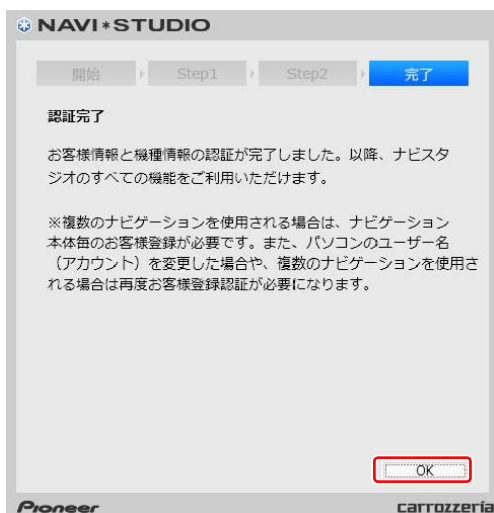 NAVI*STUDIO
開始 Step1 Step2 完了
認証完了
お客様情報と機種情報の認証が完了しました。以降、ナビスタ
ジオのすべての機能をご利用いただけます。
※複数のナビゲーションを使用される場合は、ナビゲーション
本体毎のお客様登録が必要です。また、パソコンのユーザー名
(アカウント)を変更した場合や、複数のナビゲーションを使用さ
れる場合は再度お客様登録認証が必要になります。
OK
Pioneer carrozzeria